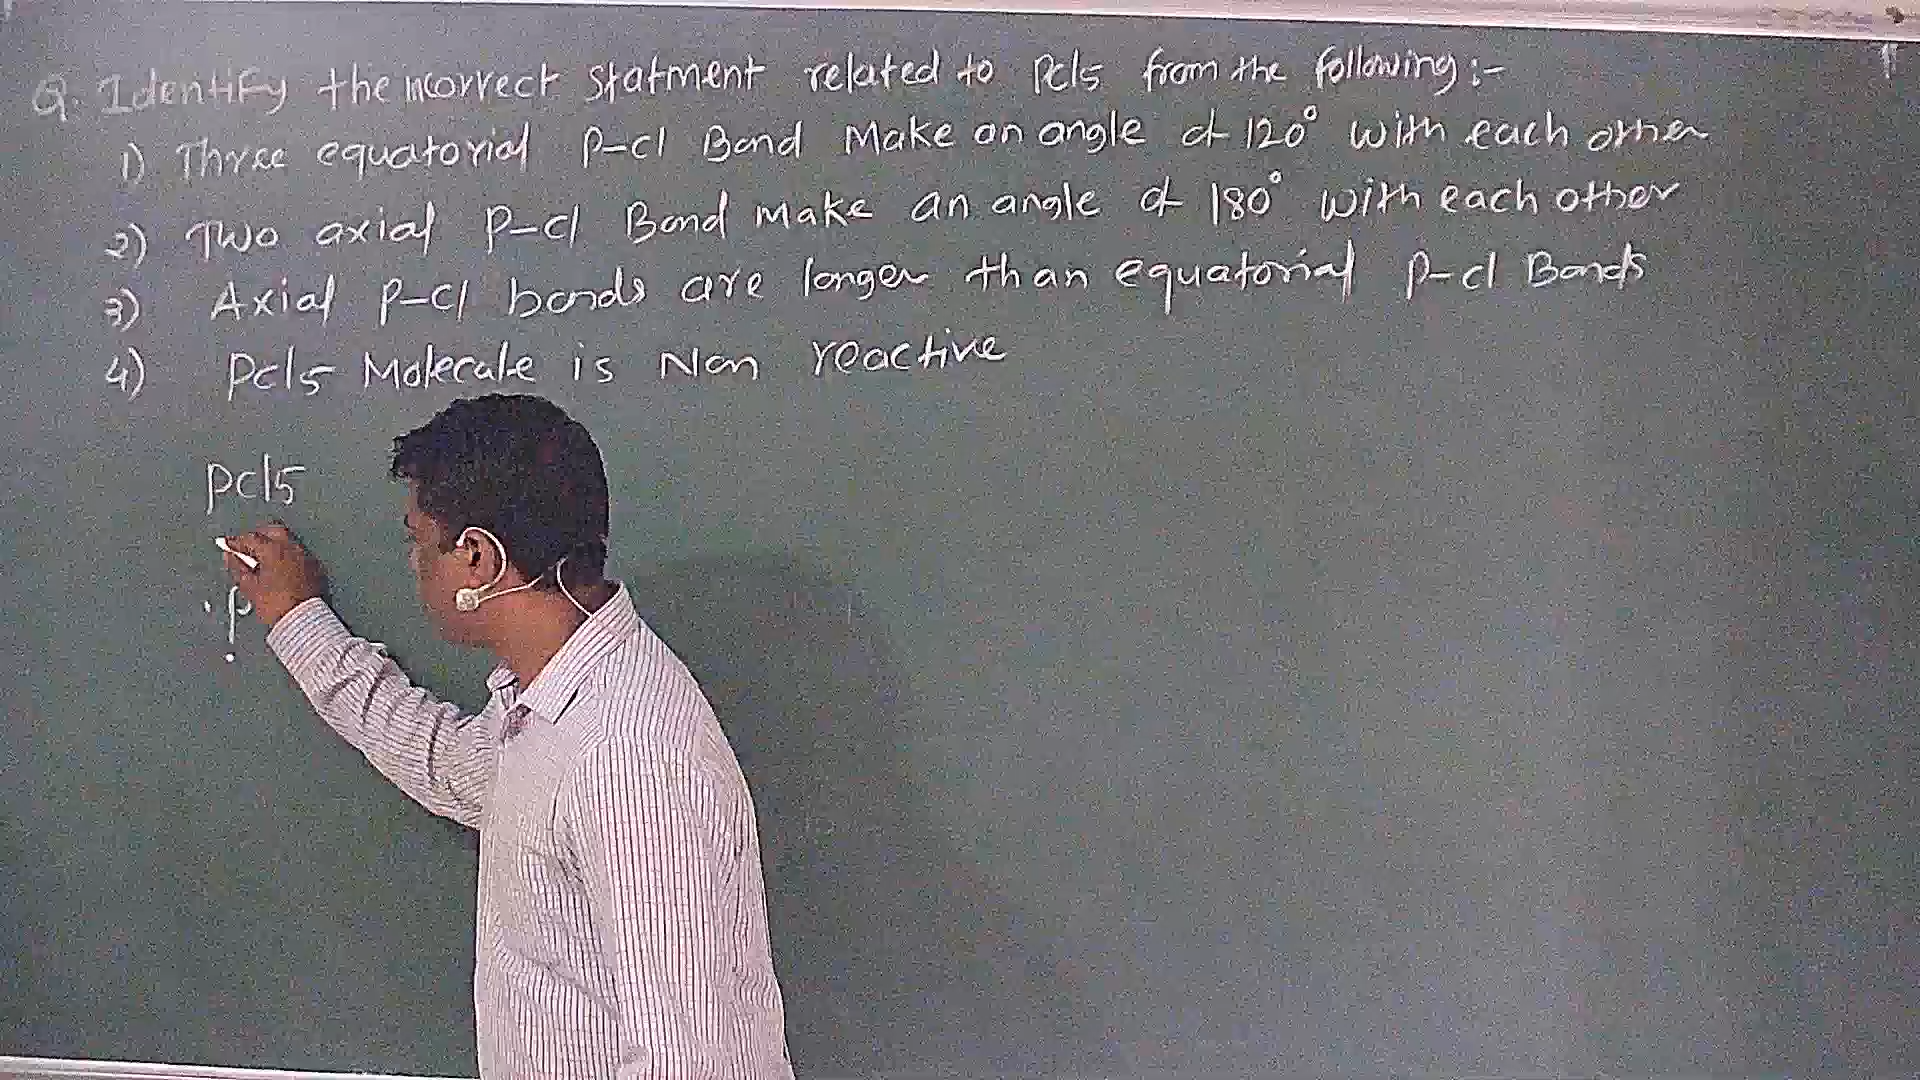 Q. Identify the incorrect statment related to PCl5 from the following :-
1) Three equatorial P-Cl Bond Make an angle of 120° with each other
2) Two axial P-Cl Bond make an angle of 180° with each other
3) Axial P-Cl bonds are longer than equatorial P-Cl Bonds
4) PCl5 Molecule is Non reactive
PCl5
P